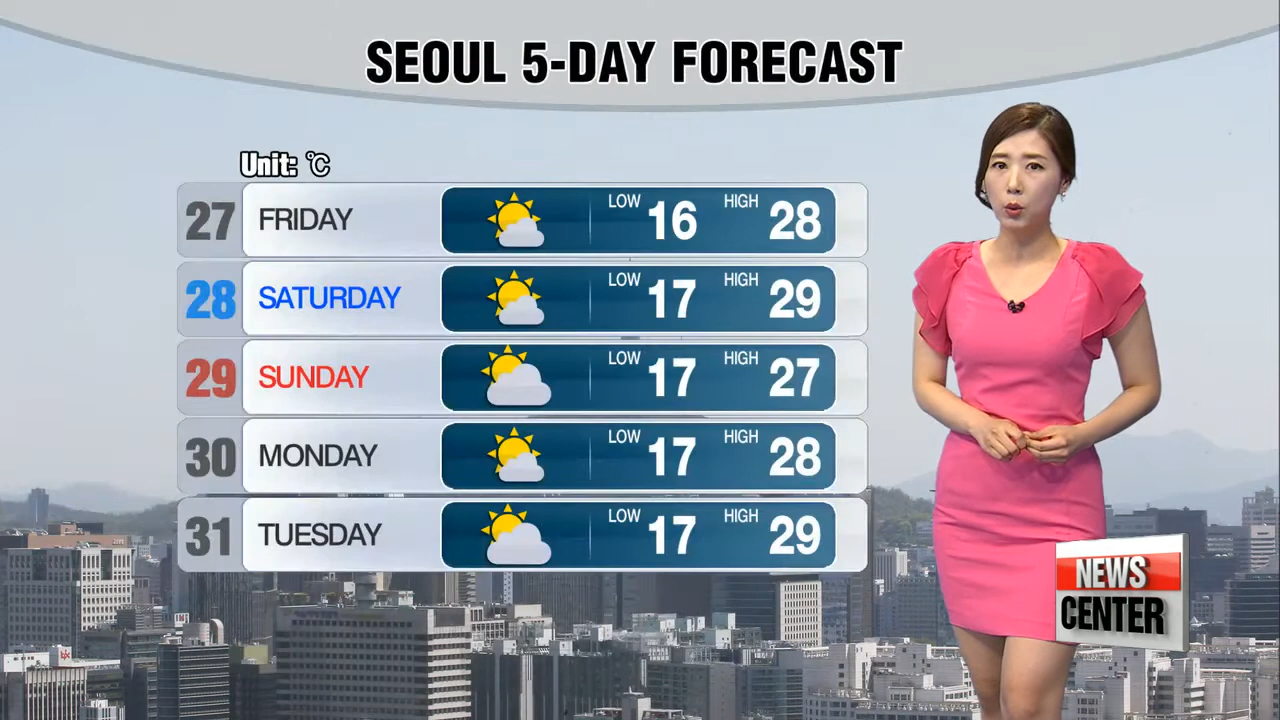 SEOUL 5-DAY FORECAST
Unit: ℃
27 FRIDAY LOW 16 HIGH 28
28 SATURDAY LOW 17 HIGH 29
29 SUNDAY LOW 17 HIGH 27
30 MONDAY LOW 17 HIGH 28
31 TUESDAY LOW 17 HIGH 29
NEWS
CENTER